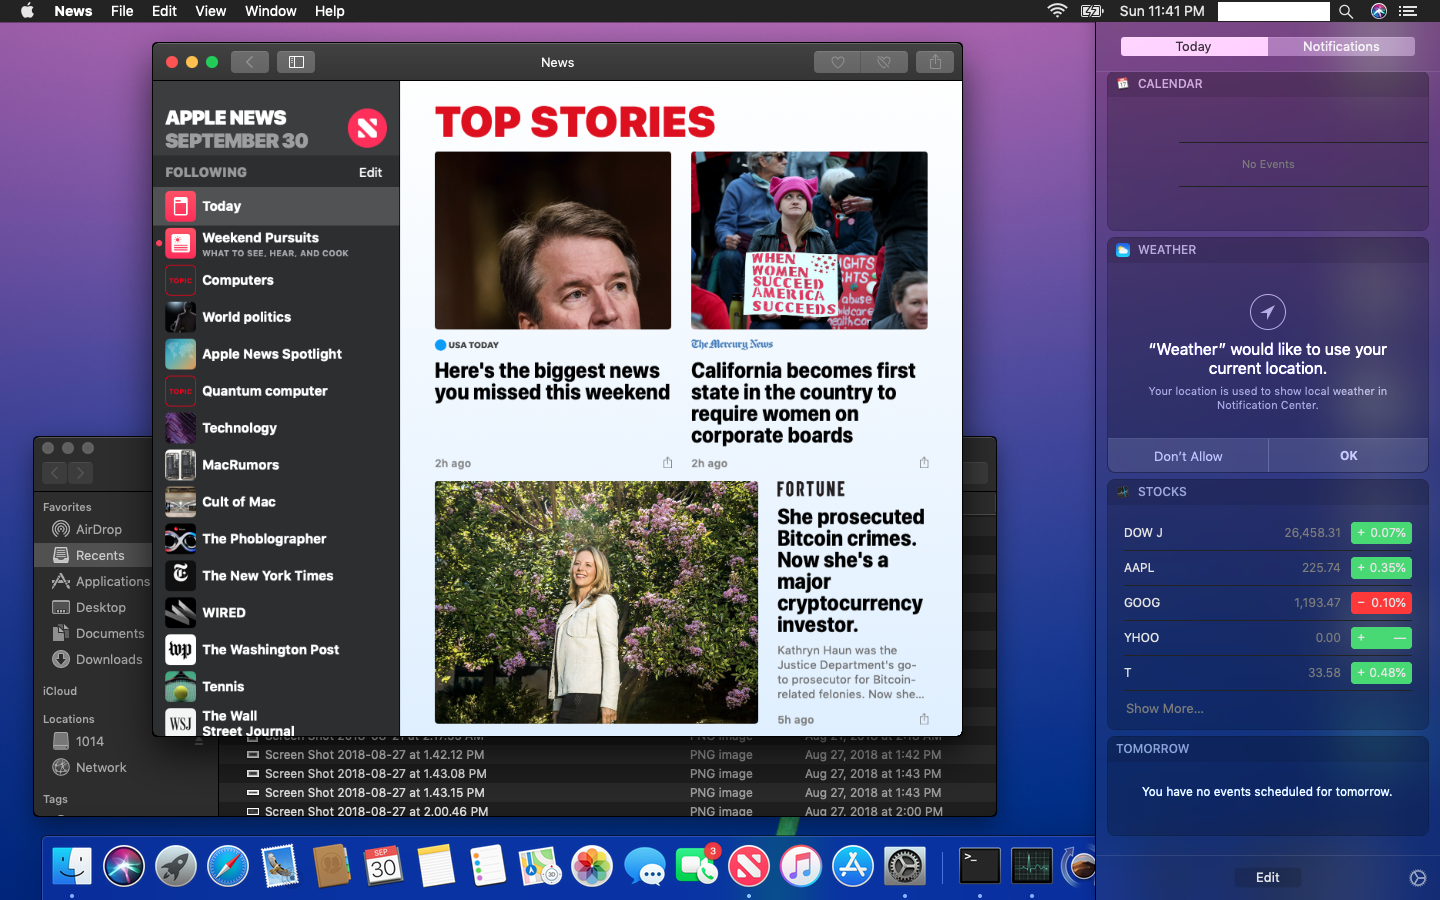 News File Edit View Window Help
Sun 11:41 PM
News
APPLE NEWS
SEPTEMBER 30
FOLLOWING Edit
Today
Weekend Pursuits
WHAT TO SEE, HEAR, AND COOK
TOPIC Computers
World politics
Apple News Spotlight
TOPIC Quantum computer
Technology
MacRumors
Cult of Mac
The Phoblographer
The New York Times
WIRED
wp The Washington Post
Tennis
WSJ The Wall
Street Journal
TOP STORIES
WHEN
WOMEN
SUCCEED
AMERICA
SUCCEEDS
USA TODAY
Here's the biggest news
you missed this weekend
2h ago
The Mercury News
California becomes first
state in the country to
require women on
corporate boards
2h ago
FORTUNE
She prosecuted
Bitcoin crimes.
Now she's a
major
cryptocurrency
investor.
Kathryn Haun was the
Justice Department's go-
to prosecutor for Bitcoin-
related felonies. Now she...
5h ago
Favorites
AirDrop
Recents
Applications
Desktop
Documents
Downloads
iCloud
Locations
1014
Network
Tags
Screen Shot 2018-08-27 at 1.42.12 PM PNG image Aug 27, 2018 at 1:42 PM
Screen Shot 2018-08-27 at 1.43.08 PM PNG image Aug 27, 2018 at 1:43 PM
Screen Shot 2018-08-27 at 1.43.15 PM PNG image Aug 27, 2018 at 1:43 PM
Screen Shot 2018-08-27 at 2.00.46 PM PNG image Aug 27, 2018 at 2:00 PM
Today Notifications
CALENDAR
No Events
WEATHER
“Weather” would like to use your
current location.
Your location is used to show local weather in
Notification Center.
Don't Allow OK
STOCKS
DOW J 26,458.31 + 0.07%
AAPL 225.74 + 0.35%
GOOG 1,193.47 − 0.10%
YHOO 0.00 + —
T 33.58 + 0.48%
Show More...
TOMORROW
You have no events scheduled for tomorrow.
Edit
SEP
30
3D
3
>_